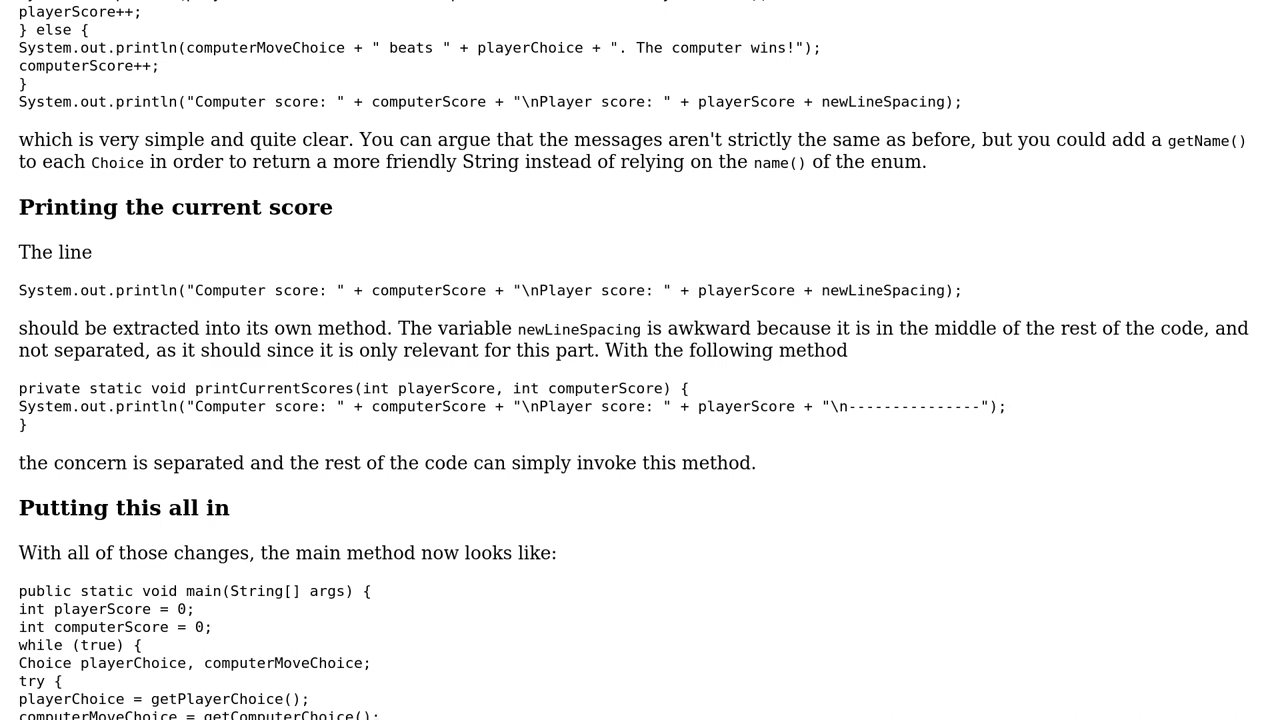 playerScore++;
} else {
System.out.println(computerMoveChoice + " beats " + playerChoice + ". The computer wins!");
computerScore++;
}
System.out.println("Computer score: " + computerScore + "\nPlayer score: " + playerScore + newLineSpacing);
which is very simple and quite clear. You can argue that the messages aren't strictly the same as before, but you could add a getName()
to each Choice in order to return a more friendly String instead of relying on the name() of the enum.
Printing the current score
The line
System.out.println("Computer score: " + computerScore + "\nPlayer score: " + playerScore + newLineSpacing);
should be extracted into its own method. The variable newLineSpacing is awkward because it is in the middle of the rest of the code, and
not separated, as it should since it is only relevant for this part. With the following method
private static void printCurrentScores(int playerScore, int computerScore) {
System.out.println("Computer score: " + computerScore + "\nPlayer score: " + playerScore + "\n---------------");
}
the concern is separated and the rest of the code can simply invoke this method.
Putting this all in
With all of those changes, the main method now looks like:
public static void main(String[] args) {
int playerScore = 0;
int computerScore = 0;
while (true) {
Choice playerChoice, computerMoveChoice;
try {
playerChoice = getPlayerChoice();
computerMoveChoice = getComputerChoice();